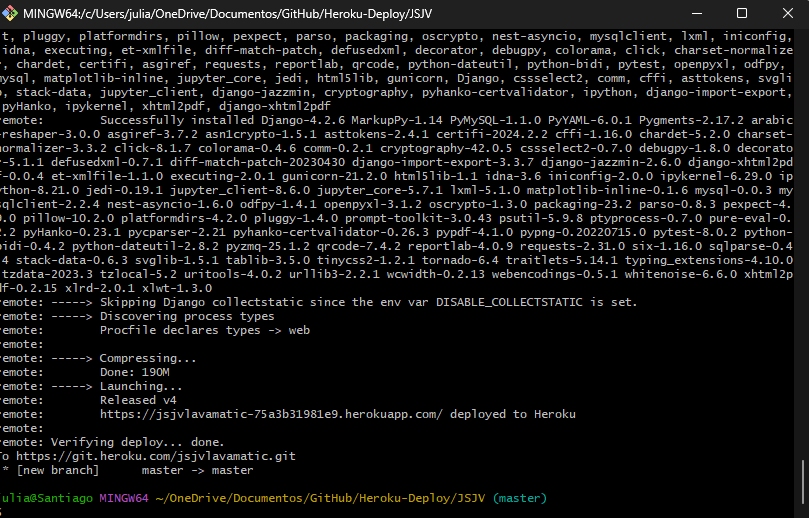 MINGW64:/c/Users/julia/OneDrive/Documentos/GitHub/Heroku-Deploy/JSJV
t, pluggy, platformdirs, pillow, pexpect, parso, packaging, oscrypto, nest-asyncio, mysqlclient, lxml, iniconfig,
idna, executing, et-xmlfile, diff-match-patch, defusedxml, decorator, debugpy, colorama, click, charset-normalize
, chardet, certifi, asgiref, requests, reportlab, qrcode, python-dateutil, python-bidi, pytest, openpyxl, odfpy,
mysql, matplotlib-inline, jupyter_core, jedi, html5lib, gunicorn, Django, cssselect2, comm, cffi, asttokens, svgli
, stack-data, jupyter_client, django-jazzmin, cryptography, pyhanko-certvalidator, ipython, django-import-export,
pyHanko, ipykernel, xhtml2pdf, django-xhtml2pdf
remote: Successfully installed Django-4.2.6 MarkupPy-1.14 PyMySQL-1.1.0 PyYAML-6.0.1 Pygments-2.17.2 arabic
-reshaper-3.0.0 asgiref-3.7.2 asn1crypto-1.5.1 asttokens-2.4.1 certifi-2024.2.2 cffi-1.16.0 chardet-5.2.0 charset-
normalizer-3.3.2 click-8.1.7 colorama-0.4.6 comm-0.2.1 cryptography-42.0.5 cssselect2-0.7.0 debugpy-1.8.0 decorato
r-5.1.1 defusedxml-0.7.1 diff-match-patch-20230430 django-import-export-3.3.7 django-jazzmin-2.6.0 django-xhtml2pd
f-0.0.4 et-xmlfile-1.1.0 executing-2.0.1 gunicorn-21.2.0 html5lib-1.1 idna-3.6 iniconfig-2.0.0 ipykernel-6.29.0 ip
ython-8.21.0 jedi-0.19.1 jupyter_client-8.6.0 jupyter_core-5.7.1 lxml-5.1.0 matplotlib-inline-0.1.6 mysql-0.0.3 my
sqlclient-2.2.4 nest-asyncio-1.6.0 odfpy-1.4.1 openpyxl-3.1.2 oscrypto-1.3.0 packaging-23.2 parso-0.8.3 pexpect-4.
9.0 pillow-10.2.0 platformdirs-4.2.0 pluggy-1.4.0 prompt-toolkit-3.0.43 psutil-5.9.8 ptyprocess-0.7.0 pure-eval-0.
2.2 pyHanko-0.23.1 pycparser-2.21 pyhanko-certvalidator-0.26.3 pypdf-4.1.0 pypng-0.20220715.0 pytest-8.0.2 python-
bidi-0.4.2 python-dateutil-2.8.2 pyzmq-25.1.2 qrcode-7.4.2 reportlab-4.0.9 requests-2.31.0 six-1.16.0 sqlparse-0.4
.4 stack-data-0.6.3 svglib-1.5.1 tablib-3.5.0 tinycss2-1.2.1 tornado-6.4 traitlets-5.14.1 typing_extensions-4.10.0
tzdata-2023.3 tzlocal-5.2 uritools-4.0.2 urllib3-2.2.1 wcwidth-0.2.13 webencodings-0.5.1 whitenoise-6.6.0 xhtml2p
df-0.2.15 xlrd-2.0.1 xlwt-1.3.0
remote: -----> Skipping Django collectstatic since the env var DISABLE_COLLECTSTATIC is set.
remote: -----> Discovering process types
remote: Procfile declares types -> web
remote:
remote: -----> Compressing...
remote: Done: 190M
remote: -----> Launching...
remote: Released v4
remote: https://jsjvlavamatic-75a3b31981e9.herokuapp.com/ deployed to Heroku
remote:
remote: Verifying deploy... done.
To https://git.heroku.com/jsjvlavamatic.git
* [new branch] master -> master
ulia@Santiago MINGW64 ~/OneDrive/Documentos/GitHub/Heroku-Deploy/JSJV (master)
$